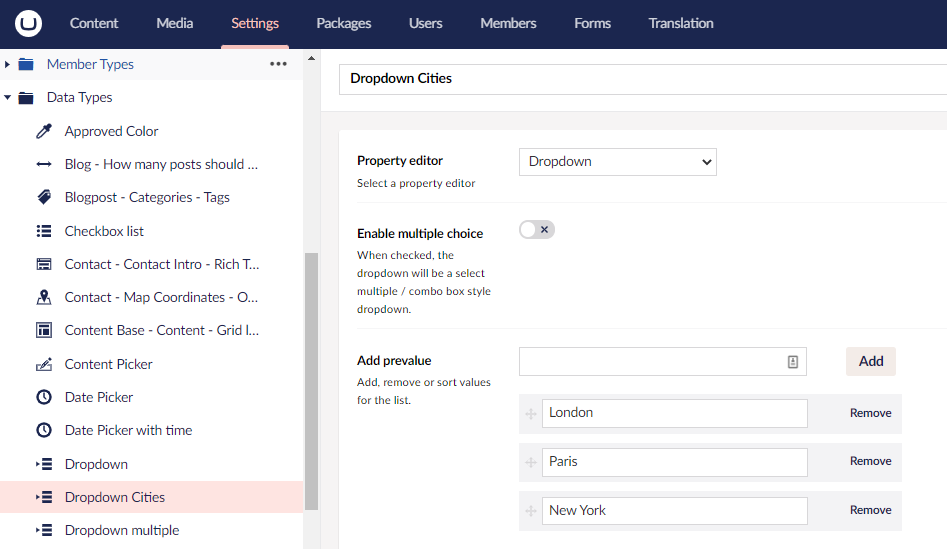 Content Media Settings Packages Users Members Forms Translation
Member Types
Data Types
Approved Color
Blog - How many posts should ...
Blogpost - Categories - Tags
Checkbox list
Contact - Contact Intro - Rich T...
Contact - Map Coordinates - O...
Content Base - Content - Grid l...
Content Picker
Date Picker
Date Picker with time
Dropdown
Dropdown Cities
Dropdown multiple
Dropdown Cities
Property editor
Select a property editor
Dropdown
Enable multiple choice
When checked, the
dropdown will be a select
multiple / combo box style
dropdown.
Add prevalue
Add, remove or sort values
for the list.
Add
London Remove
Paris Remove
New York Remove